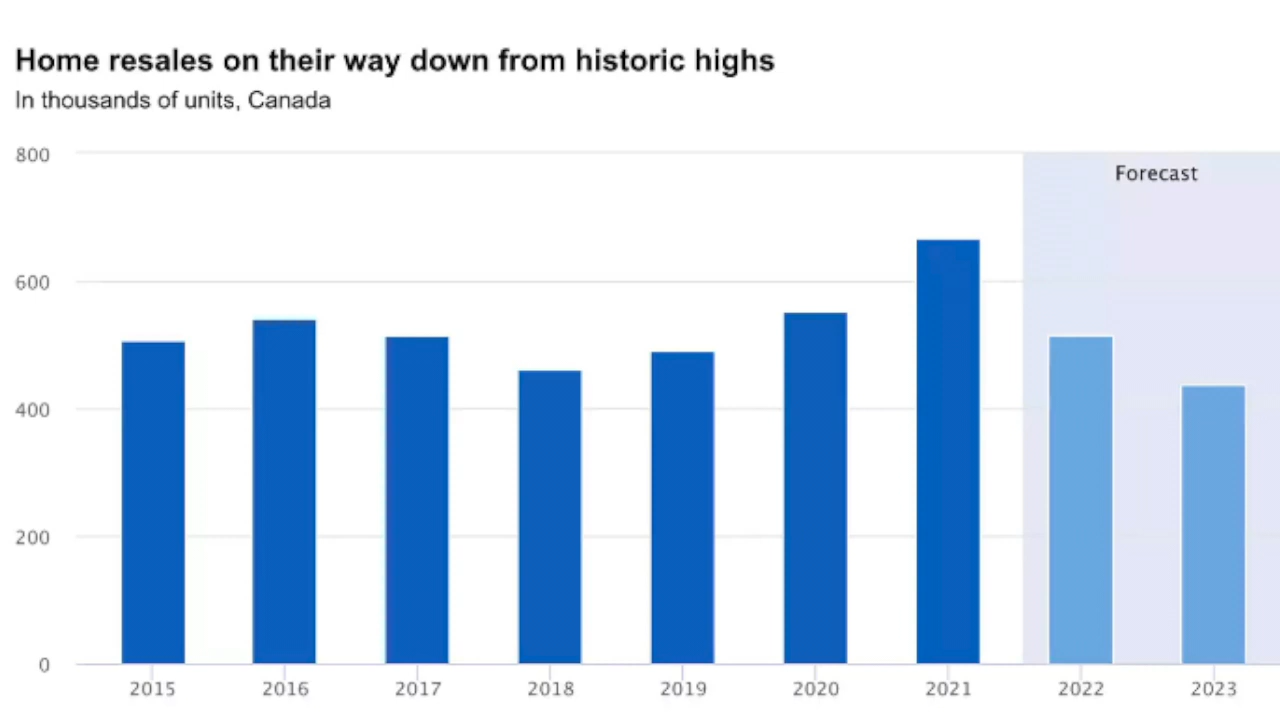 Home resales on their way down from historic highs
In thousands of units, Canada
800
Forecast
600
400
200
0
2015 2016 2017 2018 2019 2020 2021 2022 2023